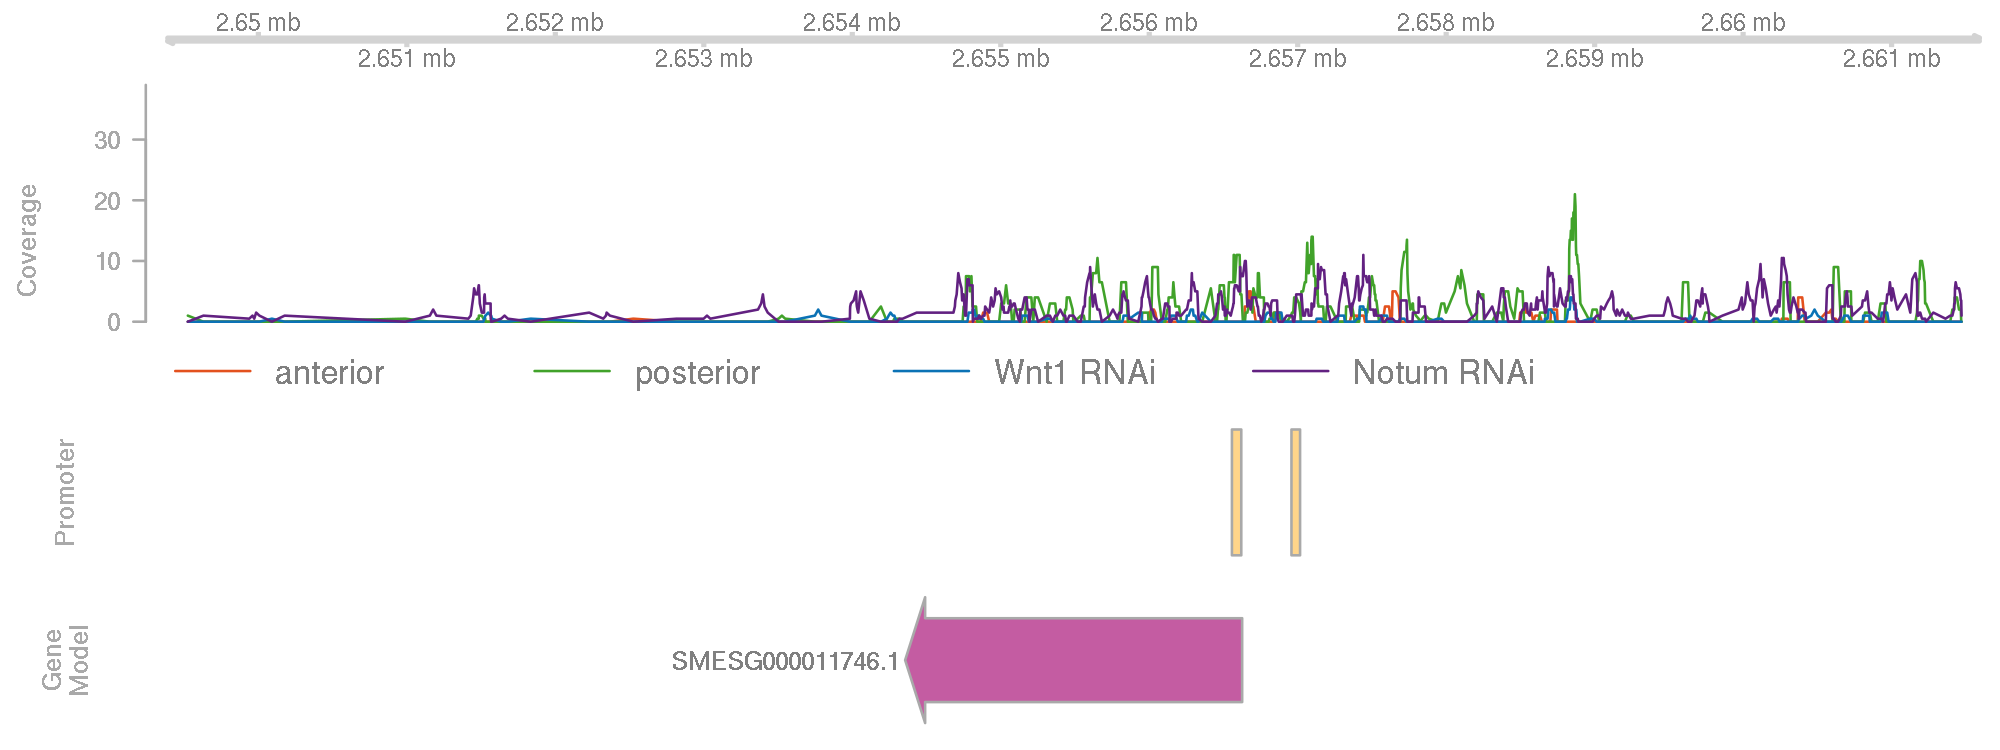 2.65 mb 2.652 mb 2.654 mb 2.656 mb 2.658 mb 2.66 mb
2.651 mb 2.653 mb 2.655 mb 2.657 mb 2.659 mb 2.661 mb
Coverage
30
20
10
0
anterior posterior Wnt1 RNAi Notum RNAi
Promoter
Gene
Model
SMESG000011746.1